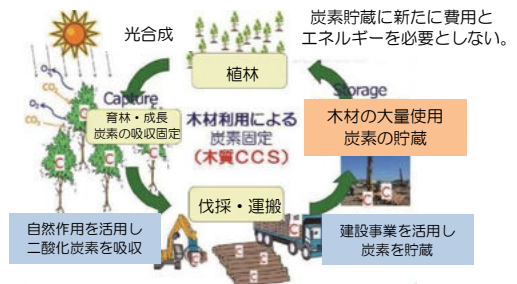 光合成
炭素貯蔵に新たに費用と
エネルギーを必要としない。
植林
O₂
CO₂
O₂
CO₂
Capture
育林・成長
炭素の吸収固定
木材利用による
炭素固定
(木質CCS)
Storage
木材の大量使用
炭素の貯蔵
C
C
C
C
C
C
伐採・運搬
C
C
C
C
C
C
自然作用を活用し
二酸化炭素を吸収
建設事業を活用し
炭素を貯蔵